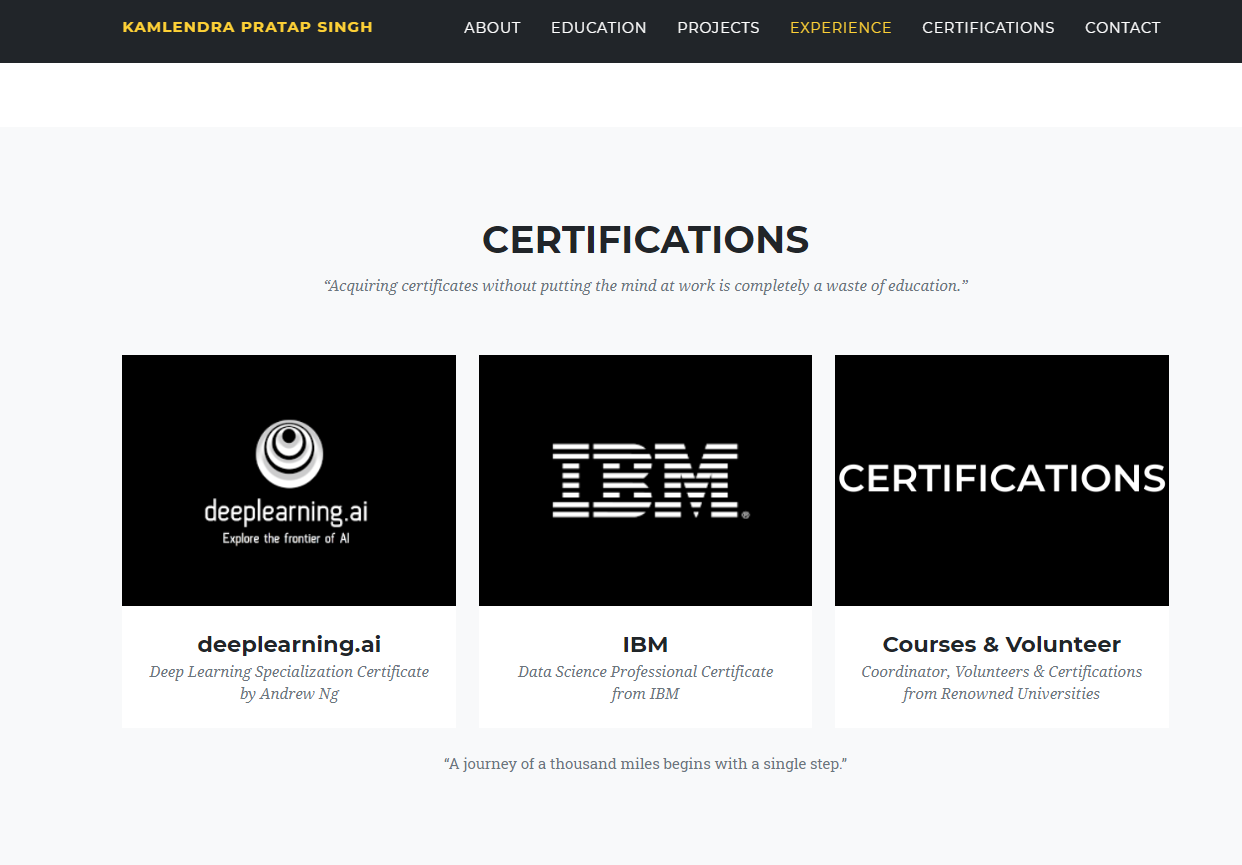 KAMLENDRA PRATAP SINGH
ABOUT EDUCATION PROJECTS EXPERIENCE CERTIFICATIONS CONTACT
CERTIFICATIONS
“Acquiring certificates without putting the mind at work is completely a waste of education.”
deeplearning.ai
Explore the frontier of AI
IBM®
CERTIFICATIONS
deeplearning.ai
Deep Learning Specialization Certificate
by Andrew Ng
IBM
Data Science Professional Certificate
from IBM
Courses & Volunteer
Coordinator, Volunteers & Certifications
from Renowned Universities
“A journey of a thousand miles begins with a single step.”